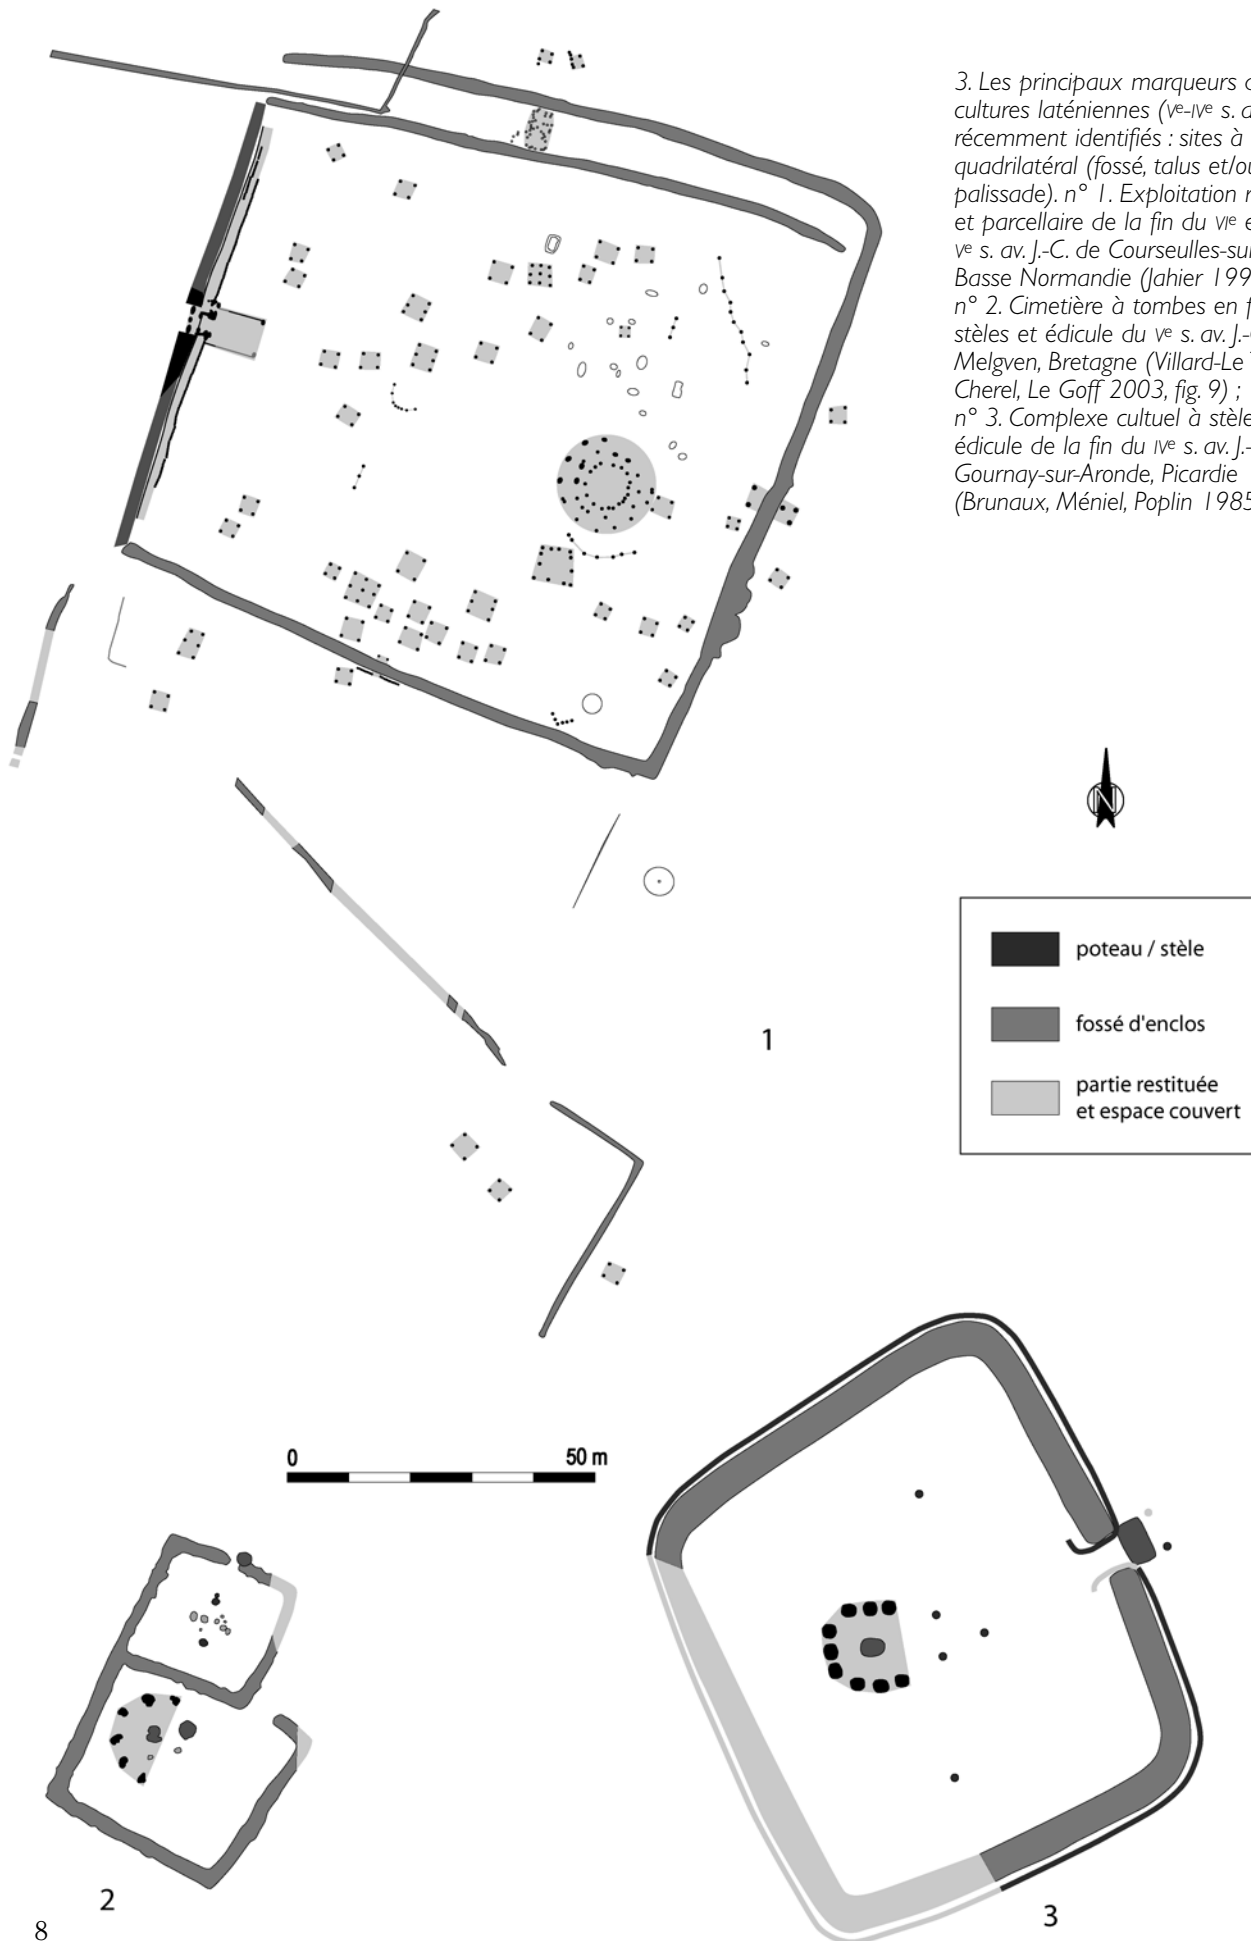 3. Les principaux marqueurs
cultures laténiennes (Ve-IVe s.
récemment identifiés : sites à
quadrilatéral (fossé, talus et/ou
palissade). n° 1. Exploitation
et parcellaire de la fin du VIe
Ve s. av. J.-C. de Courseulles-sur
Basse Normandie (Jahier
n° 2. Cimetière à tombes en
stèles et édicule du Ve s. av.
Melgven, Bretagne (Villard-Le
Cherel, Le Goff 2003, fig. 9) ;
n° 3. Complexe cultuel à
édicule de la fin du IVe s. av.
Gournay-sur-Aronde, Picardie
(Brunaux, Méniel, Poplin 1985
N
poteau / stèle
fossé d'enclos
partie restituée
et espace couvert
1
0 50 m
2
3
8